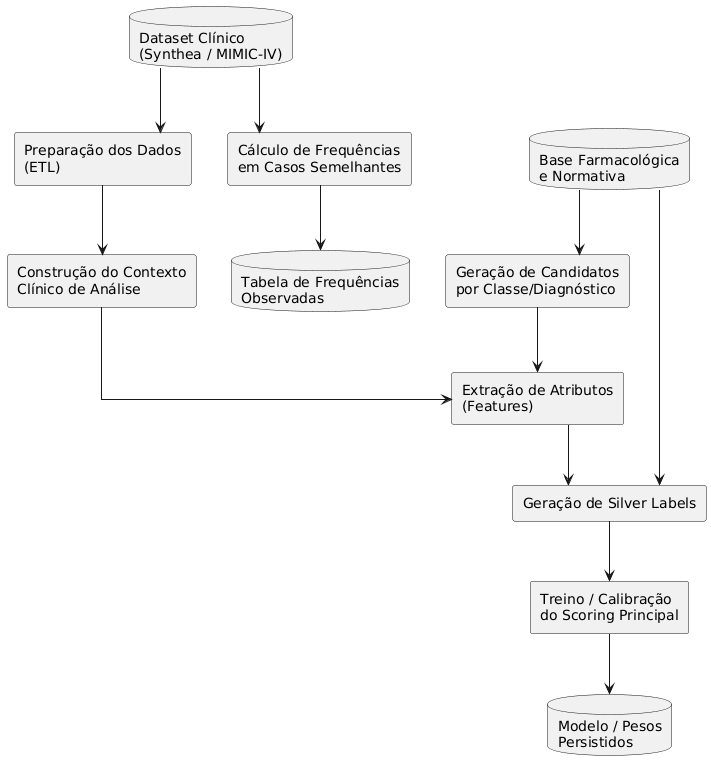 Dataset Clínico
(Synthea / MIMIC-IV)
Preparação dos Dados
(ETL)
Cálculo de Frequências
em Casos Semelhantes
Base Farmacológica
e Normativa
Construção do Contexto
Clínico de Análise
Tabela de Frequências
Observadas
Geração de Candidatos
por Classe/Diagnóstico
Extração de Atributos
(Features)
Geração de Silver Labels
Treino / Calibração
do Scoring Principal
Modelo / Pesos
Persistidos